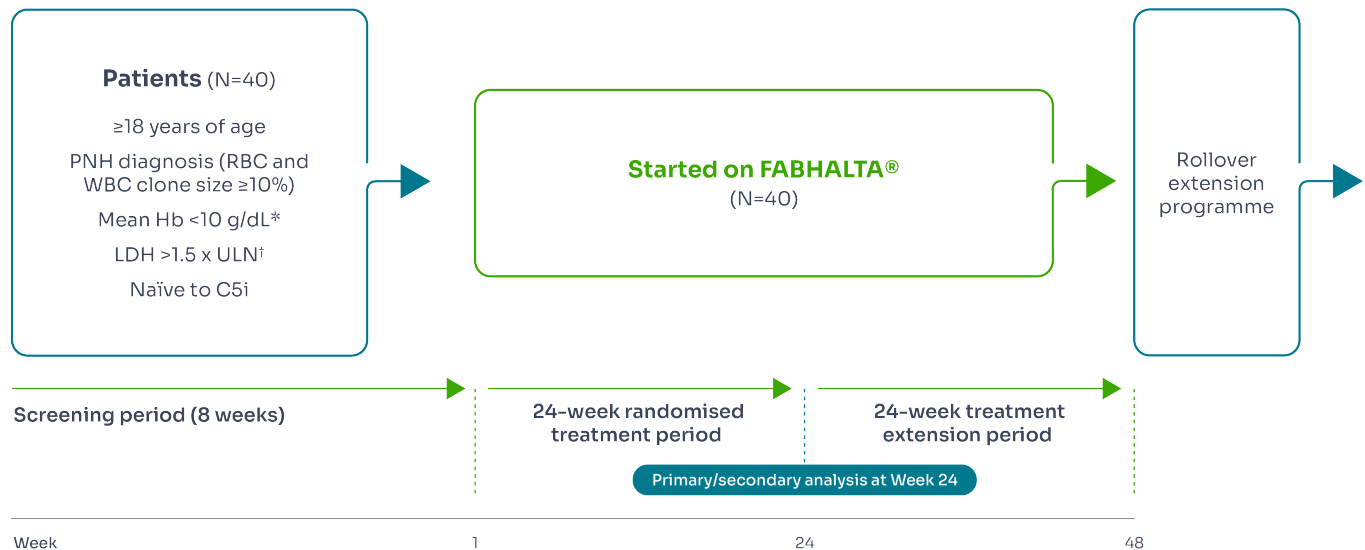 Patients (N=40)
≥18 years of age
PNH diagnosis (RBC and
WBC clone size ≥10%)
Mean Hb <10 g/dL*
LDH >1.5 x ULN†
Naïve to C5i
Started on FABHALTA®
(N=40)
Rollover
extension
programme
Screening period (8 weeks)
24-week randomised
treatment period
24-week treatment
extension period
Primary/secondary analysis at Week 24
Week
1
24
48